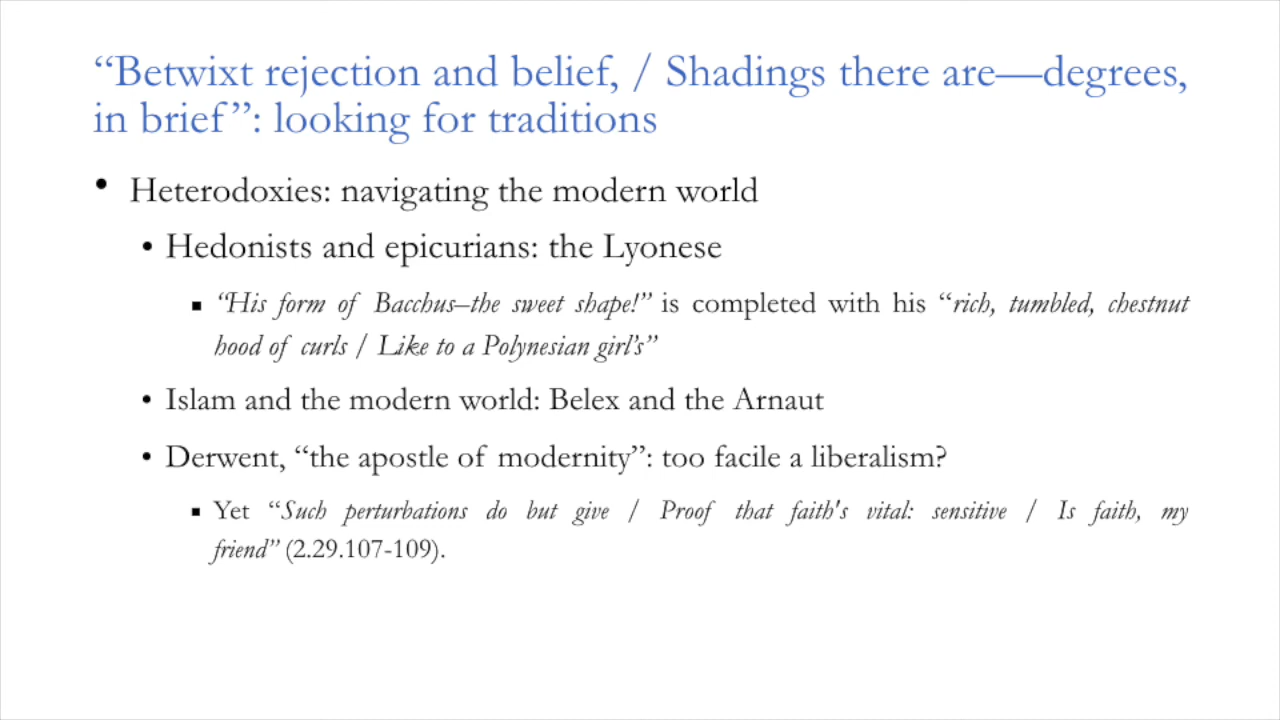 “Betwixt rejection and belief, / Shadings there are—degrees,
in brief”: looking for traditions
• Heterodoxies: navigating the modern world
• Hedonists and epicurians: the Lyonese
▪ “His form of Bacchus–the sweet shape!” is completed with his “rich, tumbled, chestnut
hood of curls / Like to a Polynesian girl’s”
• Islam and the modern world: Belex and the Arnaut
• Derwent, “the apostle of modernity”: too facile a liberalism?
▪ Yet “Such perturbations do but give / Proof that faith's vital: sensitive / Is faith, my
friend” (2.29.107-109).